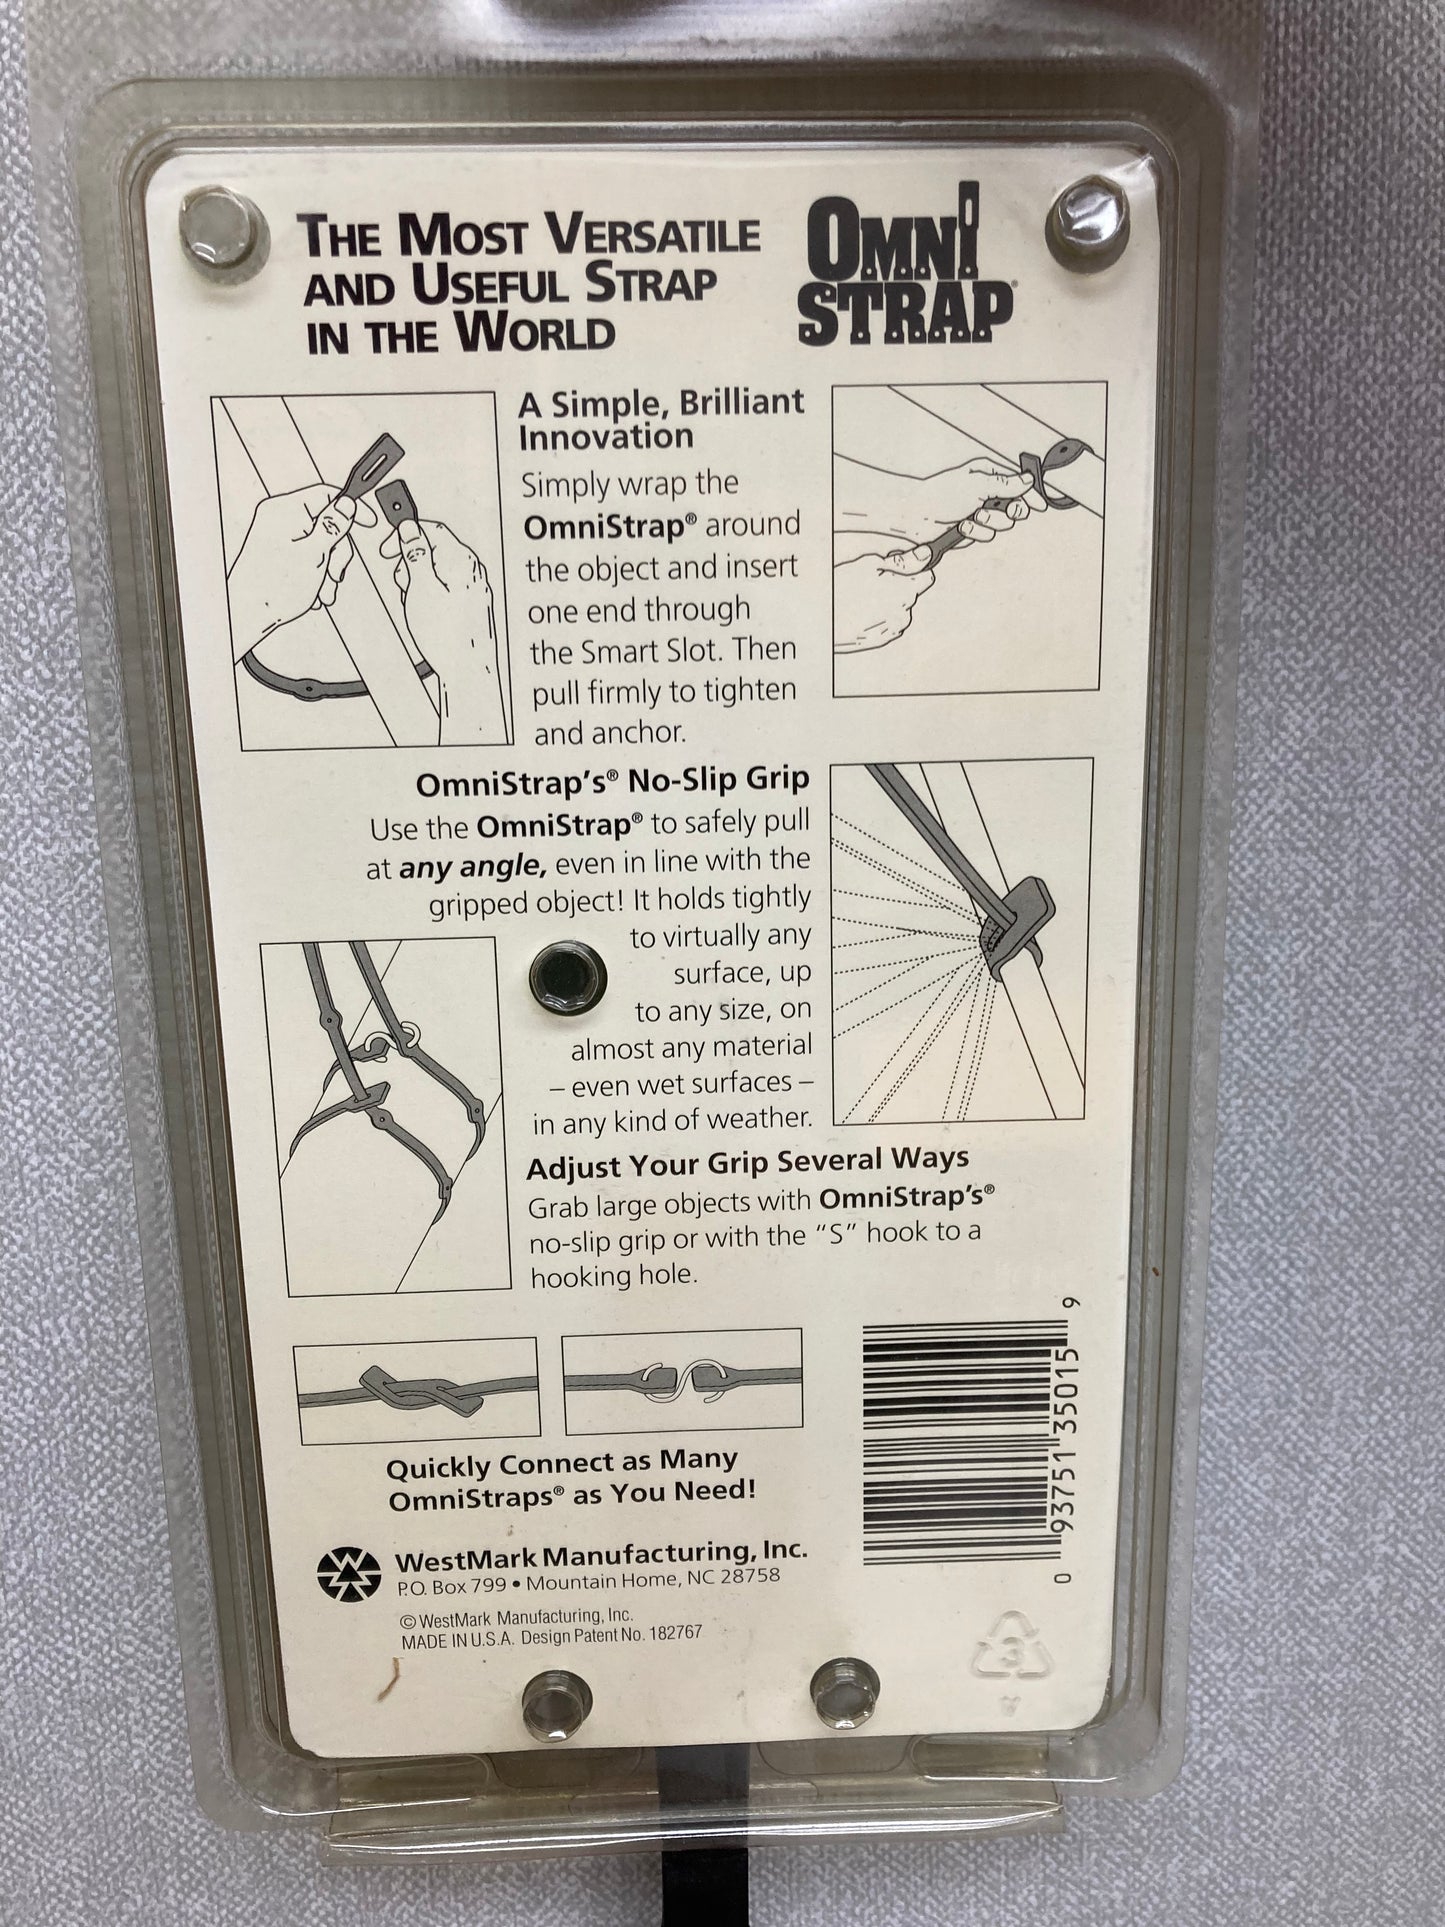 THE MOST VERSATILE
AND USEFUL STRAP
IN THE WORLD
OMNI
STRAP®
A Simple, Brilliant
Innovation
Simply wrap the
OmniStrap® around
the object and insert
one end through
the Smart Slot. Then
pull firmly to tighten
and anchor.
OmniStrap's® No-Slip Grip
Use the OmniStrap® to safely pull
at any angle, even in line with the
gripped object! It holds tightly
to virtually any
surface, up
to any size, on
almost any material
– even wet surfaces –
in any kind of weather.
Adjust Your Grip Several Ways
Grab large objects with OmniStrap's®
no-slip grip or with the “S” hook to a
hooking hole.
Quickly Connect as Many
OmniStraps® as You Need!
WestMark Manufacturing, Inc.
P.O. Box 799 • Mountain Home, NC 28758
© WestMark Manufacturing, Inc.
MADE IN U.S.A. Design Patent No. 182767
0 93751 35015 9
3
V